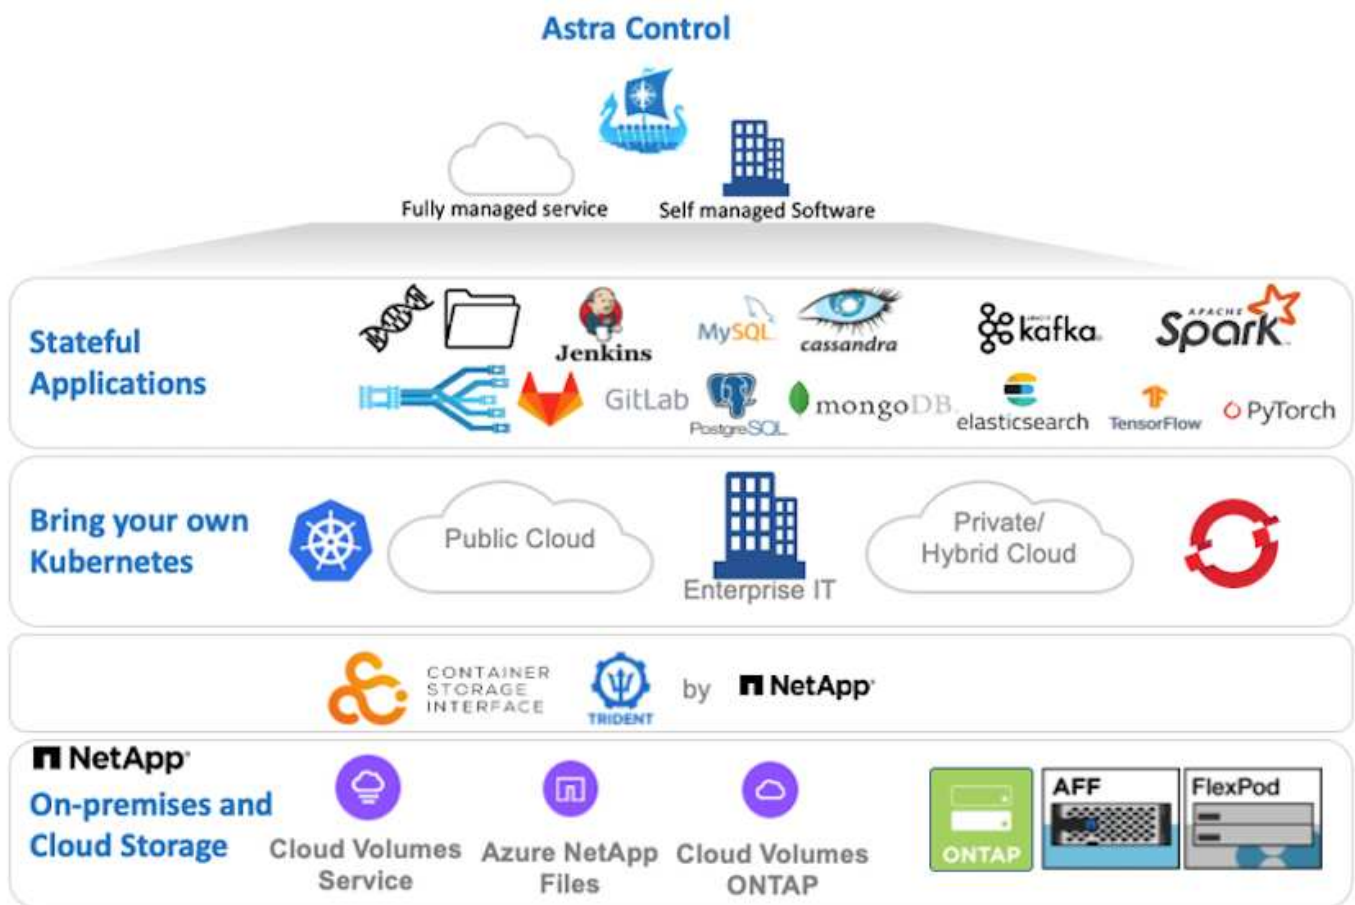 Astra Control
Fully managed service
Self managed Software
Stateful
Applications
Jenkins
MySQL
cassandra
APACHE
kafka
APACHE
Spark
GitLab
PostgreSQL
mongoDB
elasticsearch
TensorFlow
PyTorch
Bring your own
Kubernetes
Public Cloud
Enterprise IT
Private/
Hybrid Cloud
CONTAINER
STORAGE
INTERFACE
TRIDENT
by
NetApp
NetApp
On-premises and
Cloud Storage
Cloud Volumes
Service
Azure NetApp
Files
Cloud Volumes
ONTAP
ONTAP
AFF
FlexPod